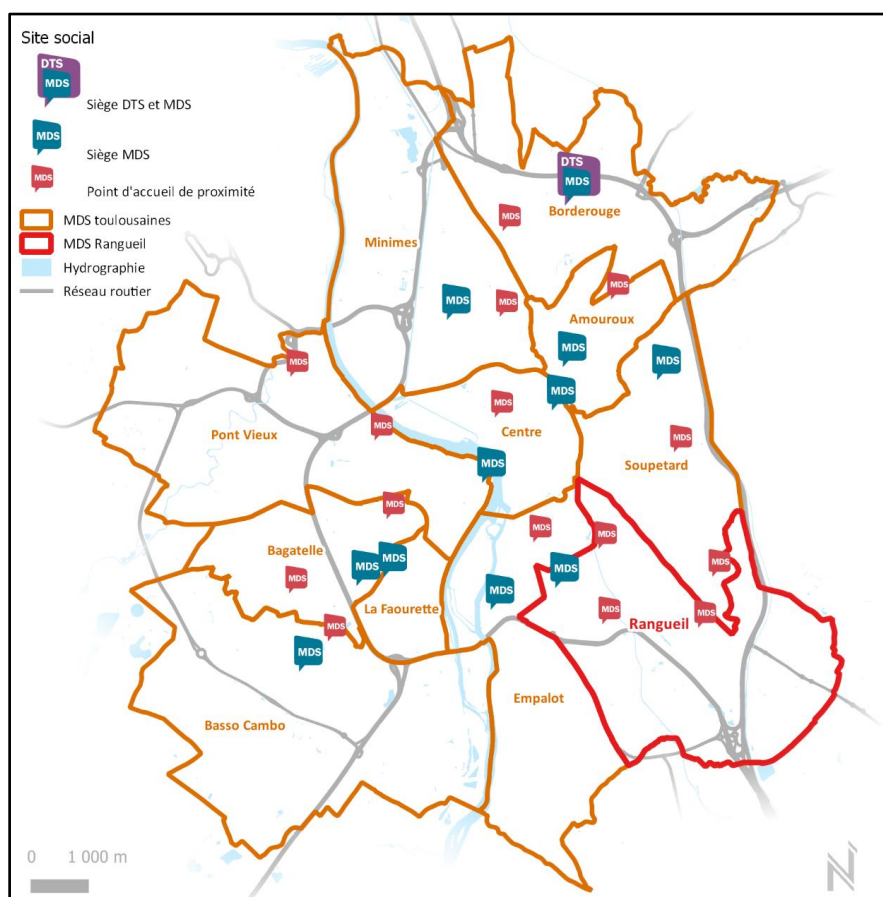 Site social
DTS
MDS
Siège DTS et MDS
MDS
Siège MDS
MDS
Point d'accueil de proximité
MDS toulousaines
MDS Rangueil
Hydrographie
Réseau routier
DTS
MDS
MDS
Borderouge
Minimes
MDS
MDS
MDS
Amouroux
MDS
MDS
MDS
MDS
MDS
MDS
Centre
Pont Vieux
MDS
Soupetard
MDS
MDS
MDS
MDS
Bagatelle
MDS
MDS
MDS
MDS
MDS
MDS
La Faourette
MDS
MDS
Rangueil
MDS
MDS
Empalot
Basso Cambo
0 1 000 m
N